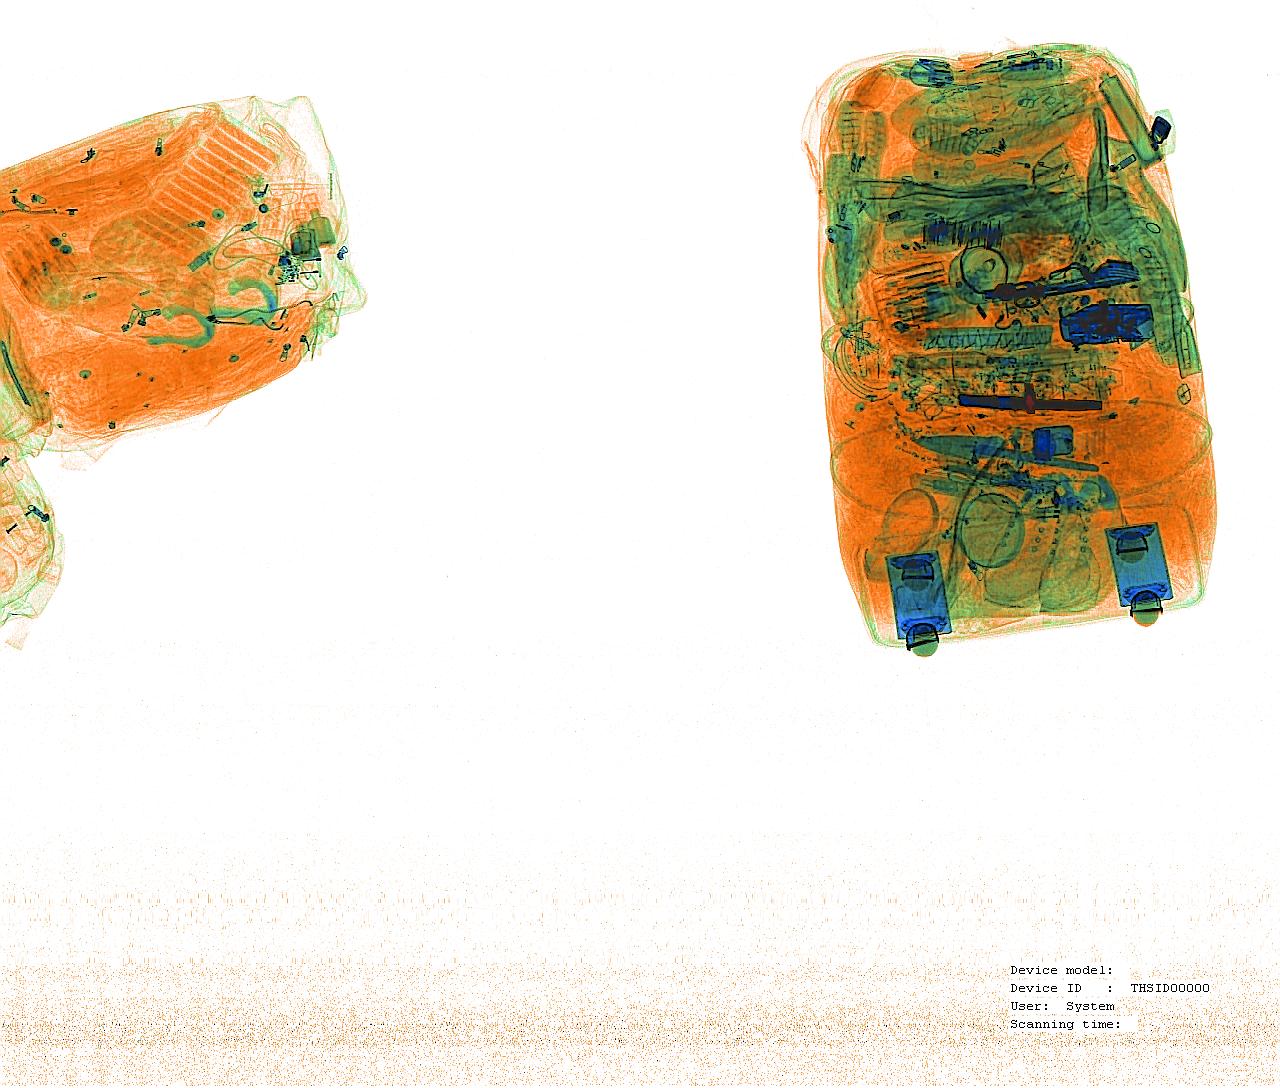 Device model:
Device ID : THSID00000
User: System
Scanning time: